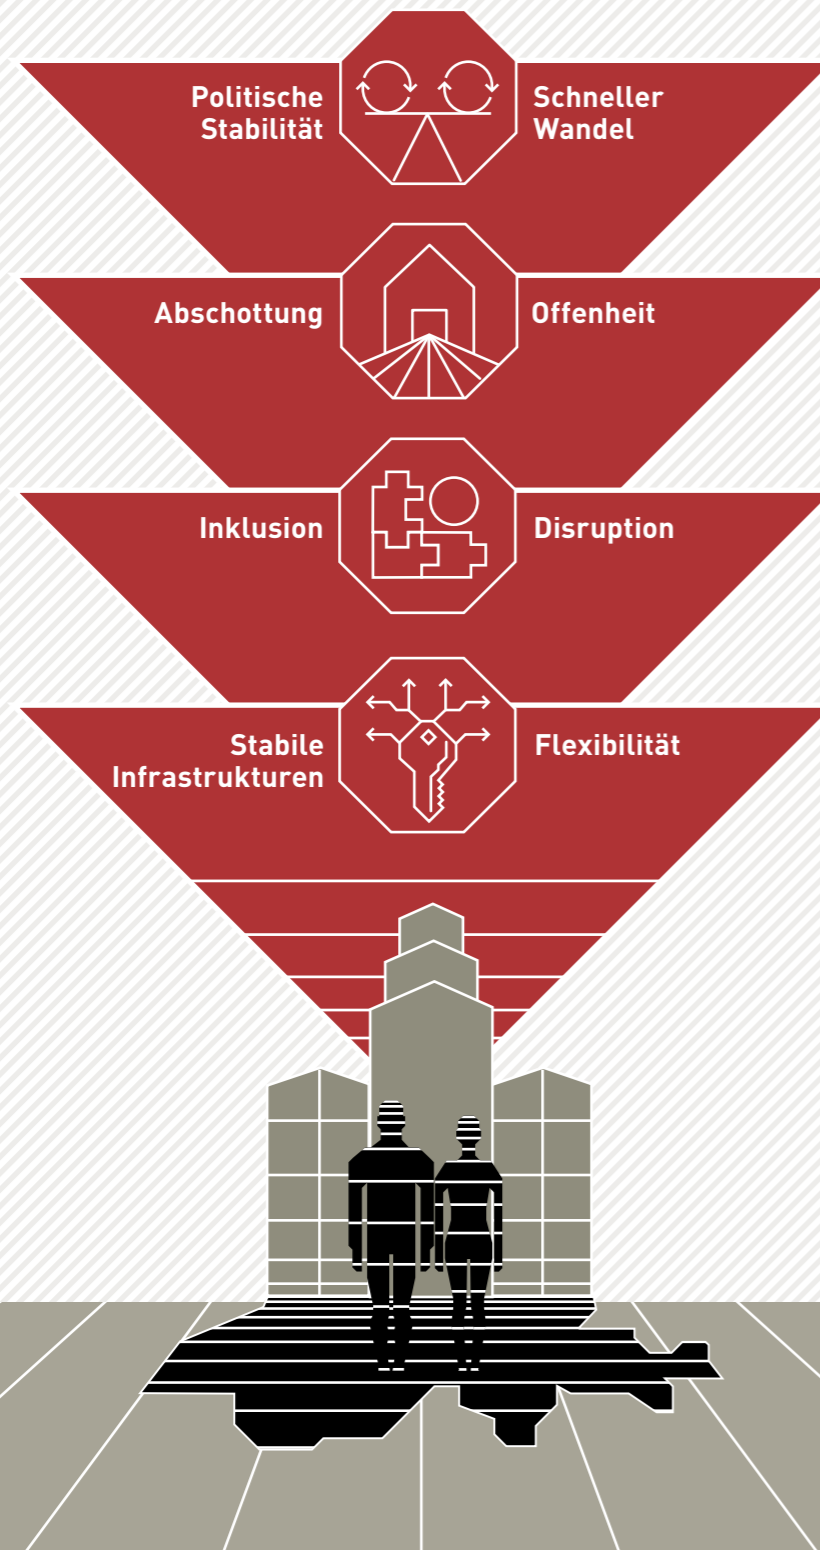 Politische
Stabilität
Schneller
Wandel
Abschottung
Offenheit
Inklusion
Disruption
Stabile
Infrastrukturen
Flexibilität